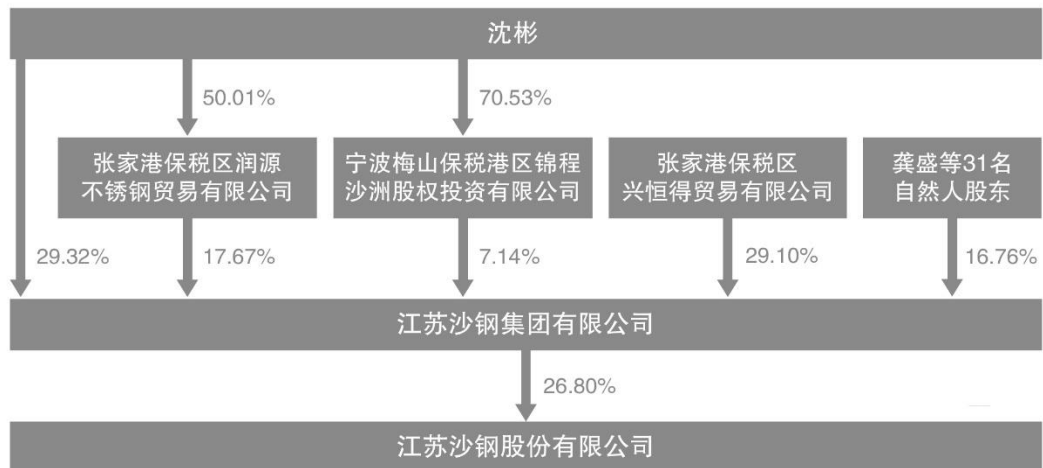 沈彬
50.01%
70.53%
张家港保税区润源
不锈钢贸易有限公司
宁波梅山保税港区锦程
沙洲股权投资有限公司
张家港保税区
兴恒得贸易有限公司
龚盛等31名
自然人股东
29.32%
17.67%
7.14%
29.10%
16.76%
江苏沙钢集团有限公司
26.80%
江苏沙钢股份有限公司